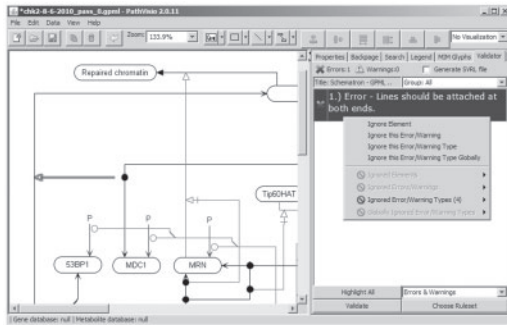 *chk2-8-6-2010_pass_0.gpml - PathVisio 2.0.11
File Edit Data View Help
Zoom: 133.9% No Visualization
Properties Backpage Search Legend MIM Glyphs Validator
Errors:1 Warnings:0 Generate SVRL file
Title: Schematron - GPML ... Group: All
1.) Error - Lines should be attached at
both ends.
Ignore Element
Ignore this Error/Warning
Ignore this Error/Warning Type
Ignore this Error/Warning Type Globally
Ignored Elements
Ignored Errors/Warnings
Ignored Error/Warning Types (4)
Globally Ignored Error/Warning Types
Repaired chromatin
Tip60HAT
P P P
53BP1 MDC1 MRN
Highlight All Errors & Warnings
Validate Choose Ruleset
Gene database: null | Metabolite database: null